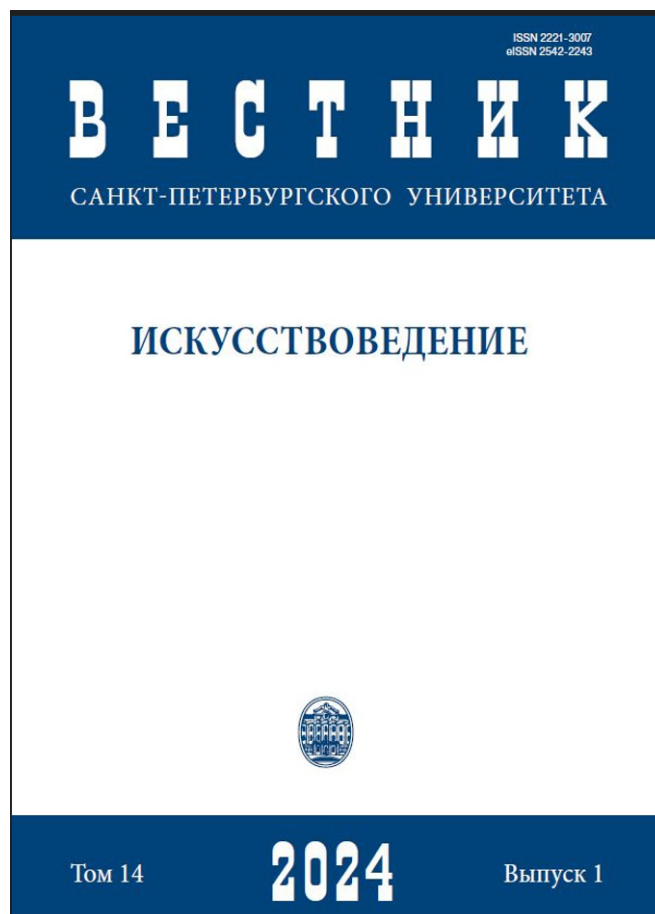 ISSN 2221-3007
eISSN 2542-2243
ВЕСТНИК
САНКТ-ПЕТЕРБУРГСКОГО УНИВЕРСИТЕТА
ИСКУССТВОВЕДЕНИЕ
Том 14
2024
Выпуск 1